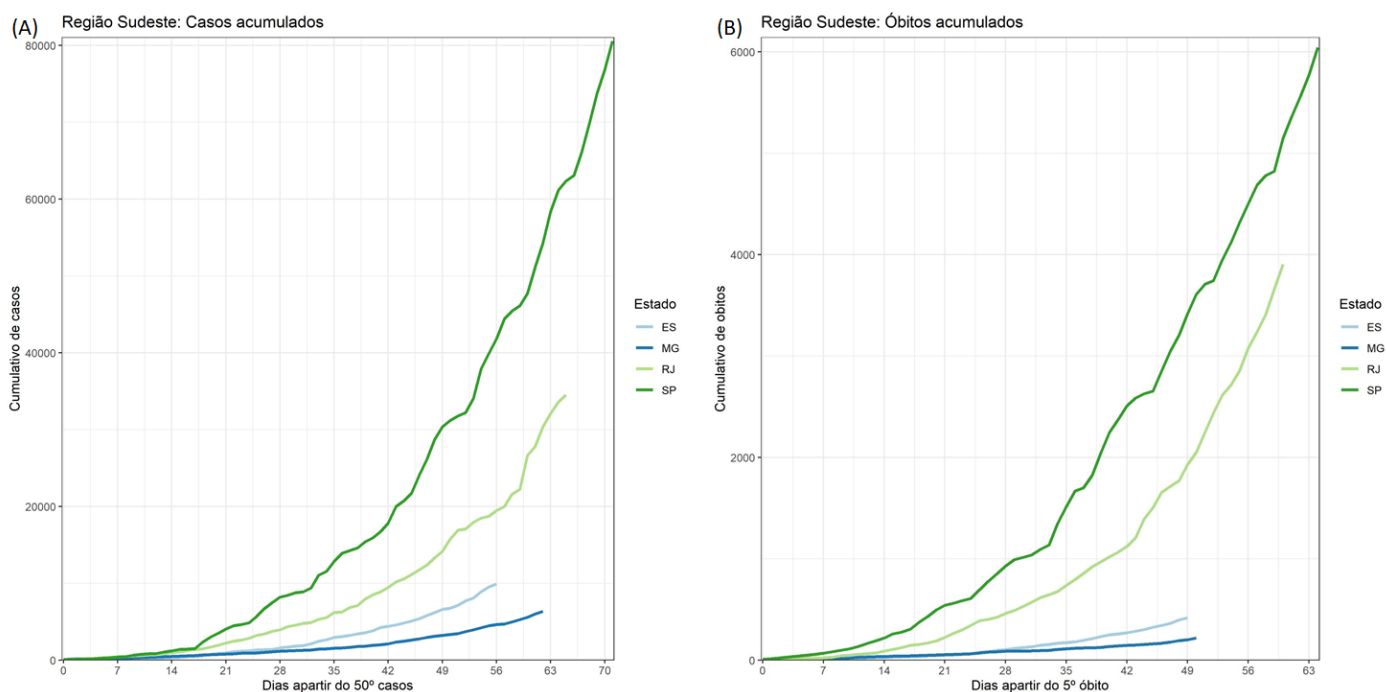 (A)
Região Sudeste: Casos acumulados
Cumulativo de casos
80000
60000
40000
20000
0
0 7 14 21 28 35 42 49 56 63 70
Dias apartir do 50º casos
Estado
ES
MG
RJ
SP
(B)
Região Sudeste: Óbitos acumulados
Cumulativo de obitos
6000
4000
2000
0
0 7 14 21 28 35 42 49 56 63
Dias apartir do 5º óbito
Estado
ES
MG
RJ
SP